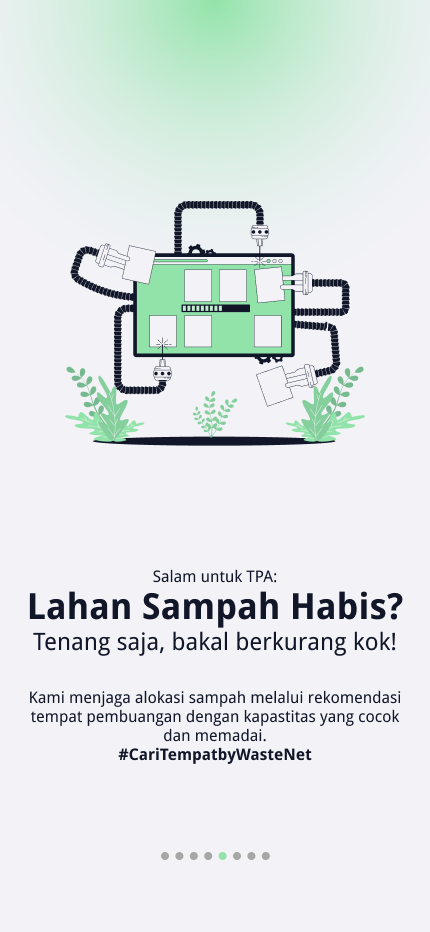 Salam untuk TPA:
Lahan Sampah Habis?
Tenang saja, bakal berkurang kok!
Kami menjaga alokasi sampah melalui rekomendasi
tempat pembuangan dengan kapastitas yang cocok
dan memadai.
#CariTempatbyWasteNet